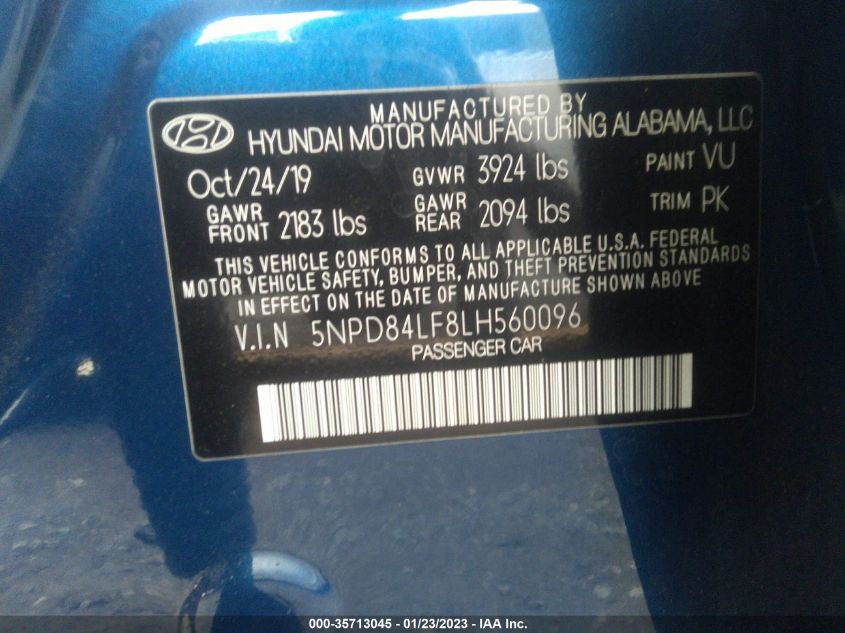 MANUFACTURED BY
HYUNDAI MOTOR MANUFACTURING ALABAMA, LLC
Oct/24/19 GVWR 3924 lbs PAINT VU
GAWR FRONT 2183 lbs GAWR REAR 2094 lbs TRIM PK
THIS VEHICLE CONFORMS TO ALL APPLICABLE U.S.A. FEDERAL
MOTOR VEHICLE SAFETY, BUMPER, AND THEFT PREVENTION STANDARDS
IN EFFECT ON THE DATE OF MANUFACTURE SHOWN ABOVE
V.I.N 5NPD84LF8LH560096
PASSENGER CAR
000-35713045 - 01/23/2023 - IAA Inc.